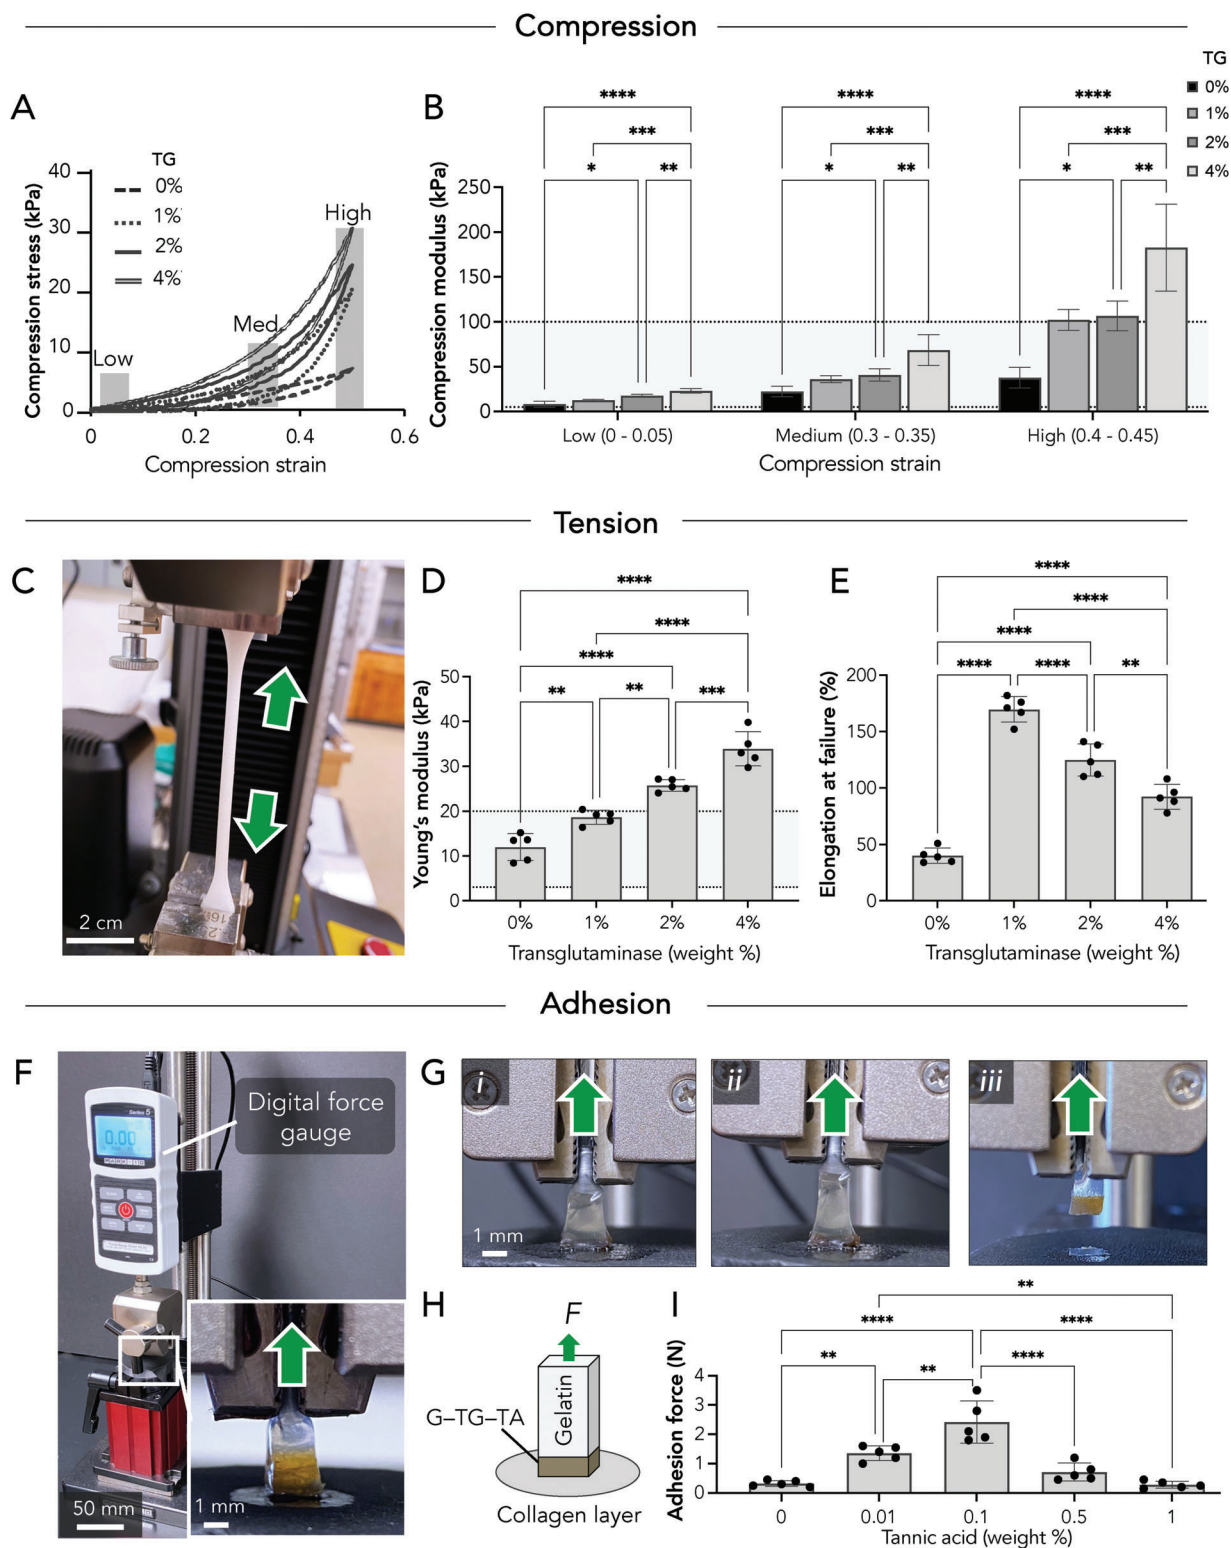 Compression
A
TG
0%
1%
2%
4%
Low
Med
High
40
30
20
10
0
0
0.2
0.4
0.6
Compression stress (kPa)
Compression strain
B
TG
0%
1%
2%
4%
**** **** ****
*** *** ***
* ** * ** * **
250
200
150
100
50
0
Compression modulus (kPa)
Low (0 - 0.05)
Medium (0.3 - 0.35)
High (0.4 - 0.45)
Compression strain
Tension
C
2 cm
D
****
****
****
** ** ***
50
40
30
20
10
0
Young's modulus (kPa)
0% 1% 2% 4%
Transglutaminase (weight %)
E
****
****
****
**** **** **
200
150
100
50
0
Elongation at failure (%)
0% 1% 2% 4%
Transglutaminase (weight %)
Adhesion
F
Digital force
gauge
Series 5
0.00
50 mm
1 mm
G
i
ii
iii
1 mm
H
F
Gelatin
G–TG–TA
Collagen layer
I
**
**** ****
** ** ****
4
3
2
1
0
Adhesion force (N)
0 0.01 0.1 0.5 1
Tannic acid (weight %)